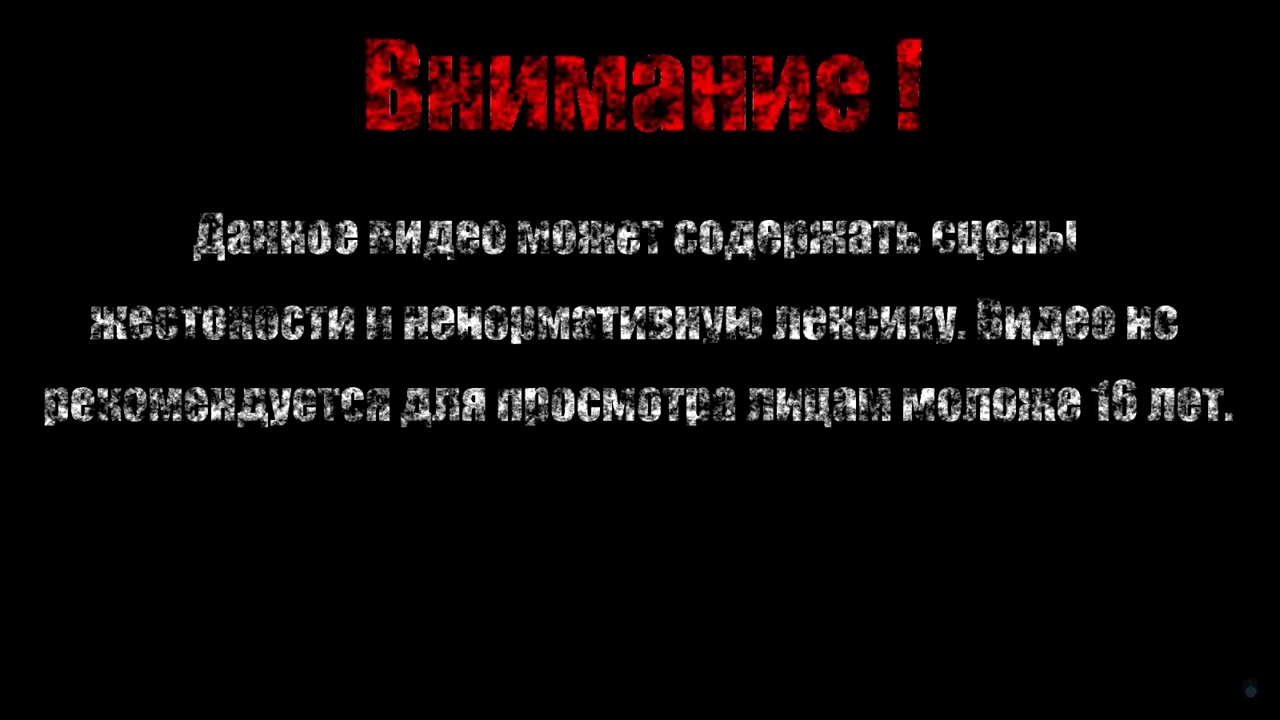 Внимание !
Данное видео может содержать сцены
жестокости и ненормативную лексику. Видео не
рекомендуется для просмотра лицам моложе 16 лет.